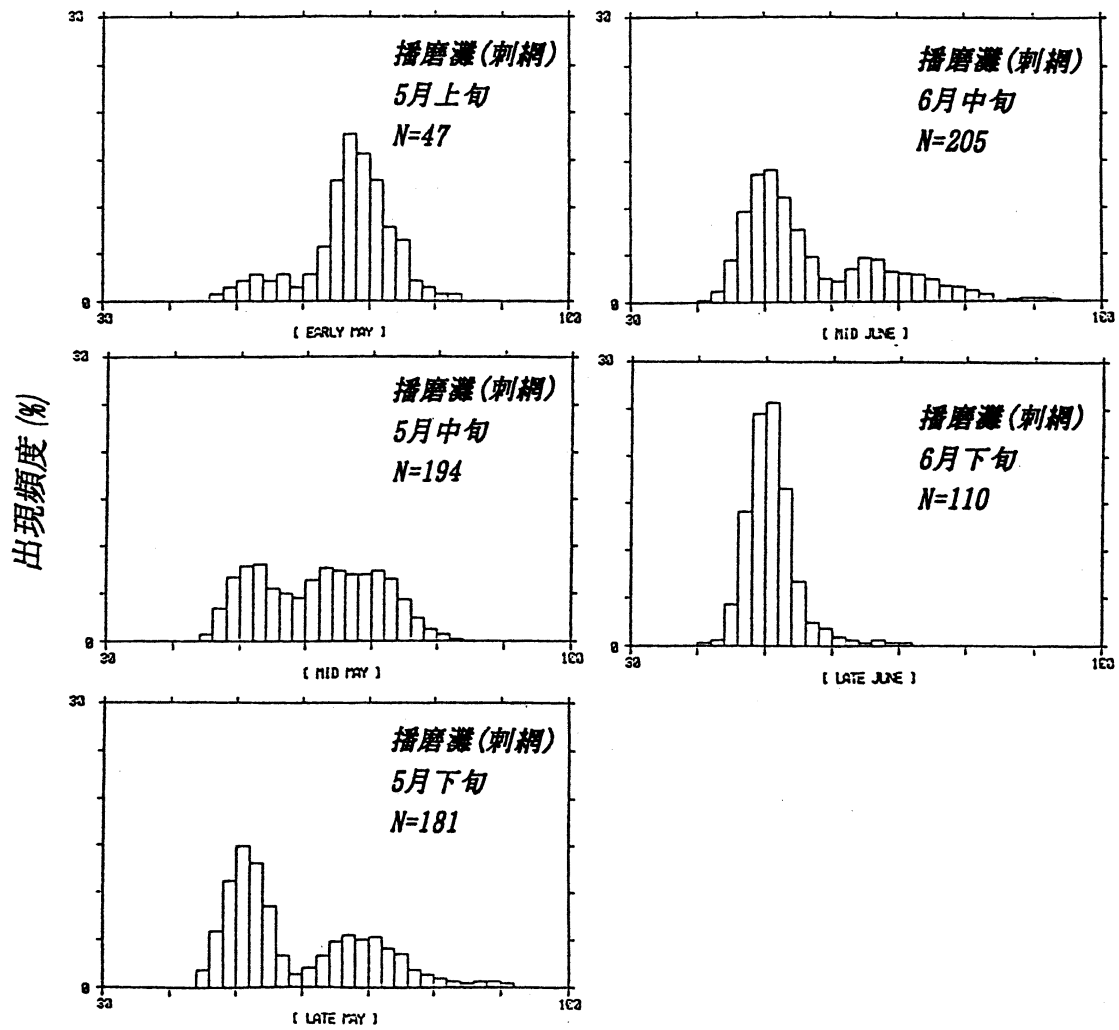 出現頻度 (%)
30
播磨灘(刺網)
5月上旬
N=47
0
30
100
[ EARLY MAY ]
30
播磨灘(刺網)
5月中旬
N=194
0
30
100
[ MID MAY ]
30
播磨灘(刺網)
5月下旬
N=181
0
30
100
[ LATE MAY ]
30
播磨灘(刺網)
6月中旬
N=205
0
30
100
[ MID JUNE ]
30
播磨灘(刺網)
6月下旬
N=110
0
30
100
[ LATE JUNE ]